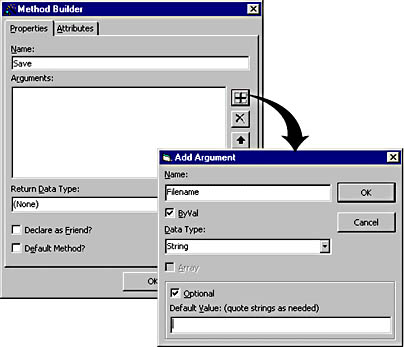 Method Builder
Properties Attributes
Name:
Save
Arguments:
Return Data Type:
(None)
Declare as Friend?
Default Method?
Add Argument
Name:
Filename
OK
ByVal
Cancel
Data Type:
String
Array
Optional
Default Value: (quote strings as needed)